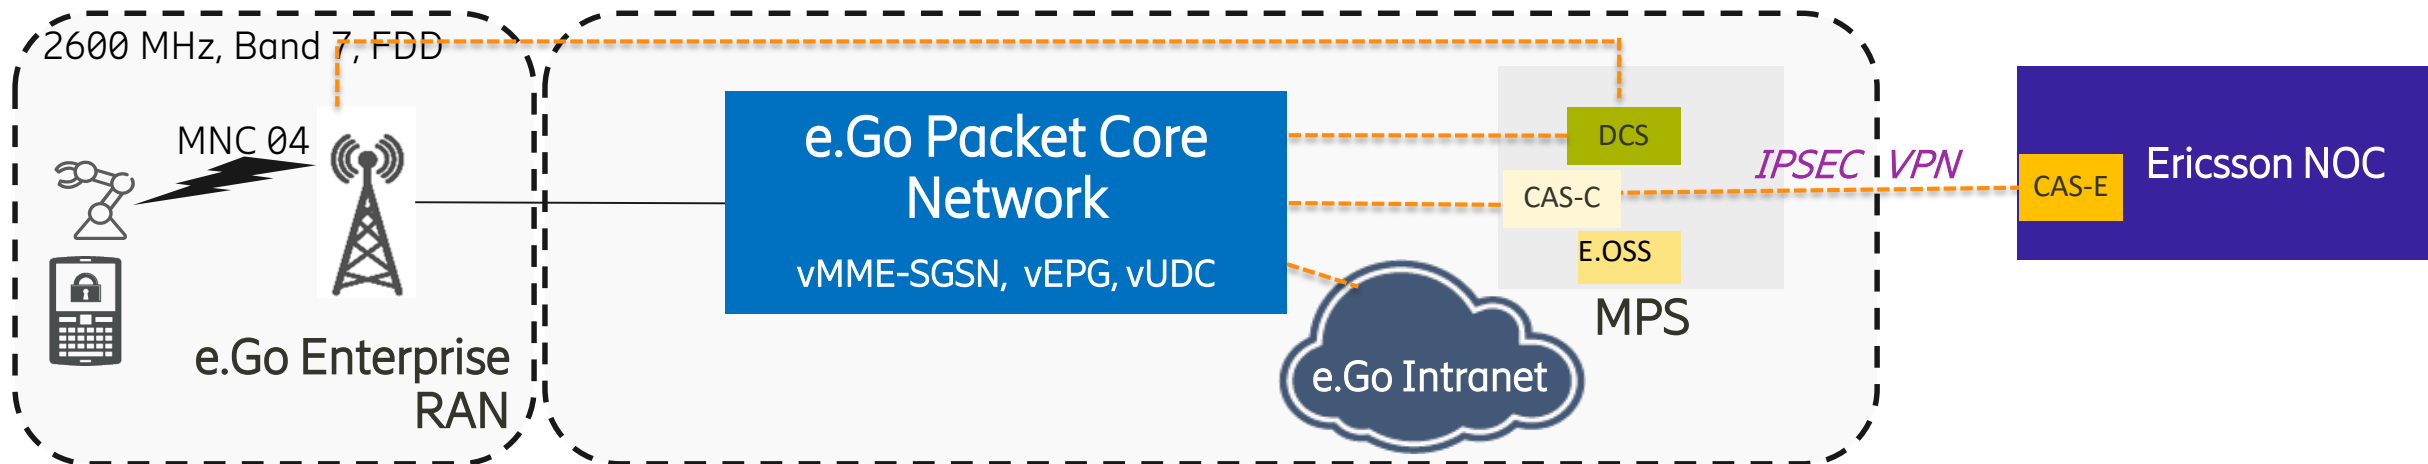 2600 MHz, Band 7, FDD
MNC 04
e.Go Enterprise
RAN
e.Go Packet Core
Network
vMME-SGSN, vEPG, vUDC
DCS
CAS-C
E.OSS
MPS
e.Go Intranet
IPSEC VPN
CAS-E
Ericsson NOC